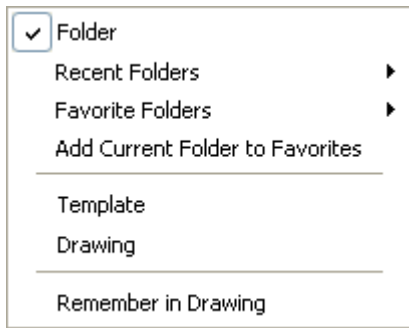 Folder
Recent Folders
Favorite Folders
Add Current Folder to Favorites
Template
Drawing
Remember in Drawing